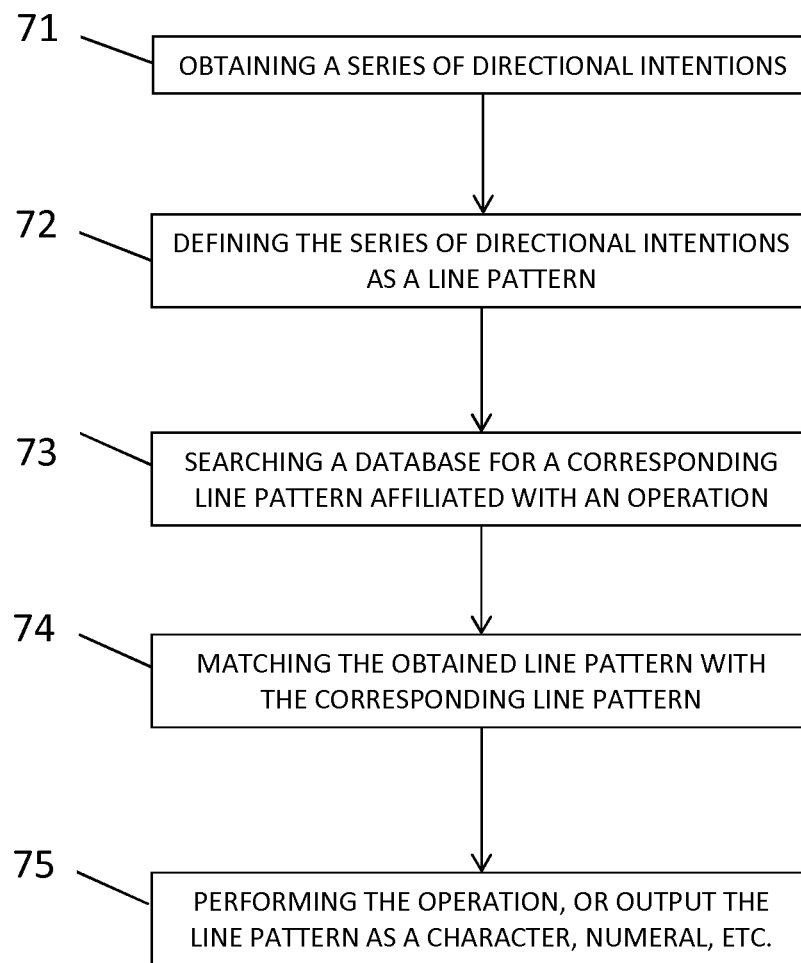 71
OBTAINING A SERIES OF DIRECTIONAL INTENTIONS
72
DEFINING THE SERIES OF DIRECTIONAL INTENTIONS
AS A LINE PATTERN
73
SEARCHING A DATABASE FOR A CORRESPONDING
LINE PATTERN AFFILIATED WITH AN OPERATION
74
MATCHING THE OBTAINED LINE PATTERN WITH
THE CORRESPONDING LINE PATTERN
75
PERFORMING THE OPERATION, OR OUTPUT THE
LINE PATTERN AS A CHARACTER, NUMERAL, ETC.